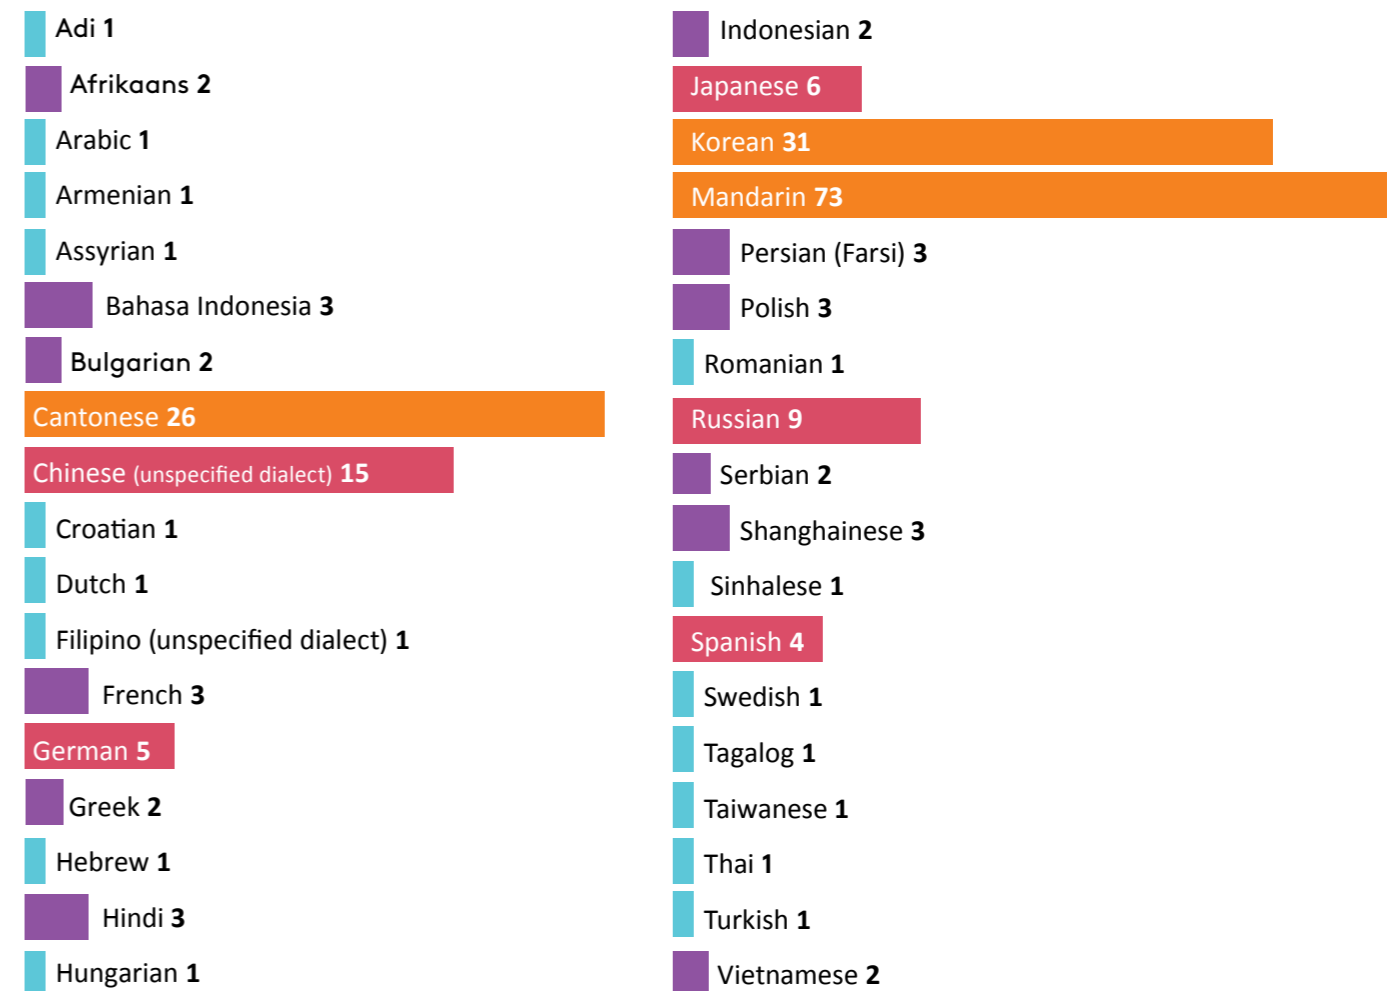 Adi 1
Afrikaans 2
Arabic 1
Armenian 1
Assyrian 1
Bahasa Indonesia 3
Bulgarian 2
Cantonese 26
Chinese (unspecified dialect) 15
Croatian 1
Dutch 1
Filipino (unspecified dialect) 1
French 3
German 5
Greek 2
Hebrew 1
Hindi 3
Hungarian 1
Indonesian 2
Japanese 6
Korean 31
Mandarin 73
Persian (Farsi) 3
Polish 3
Romanian 1
Russian 9
Serbian 2
Shanghainese 3
Sinhalese 1
Spanish 4
Swedish 1
Tagalog 1
Taiwanese 1
Thai 1
Turkish 1
Vietnamese 2